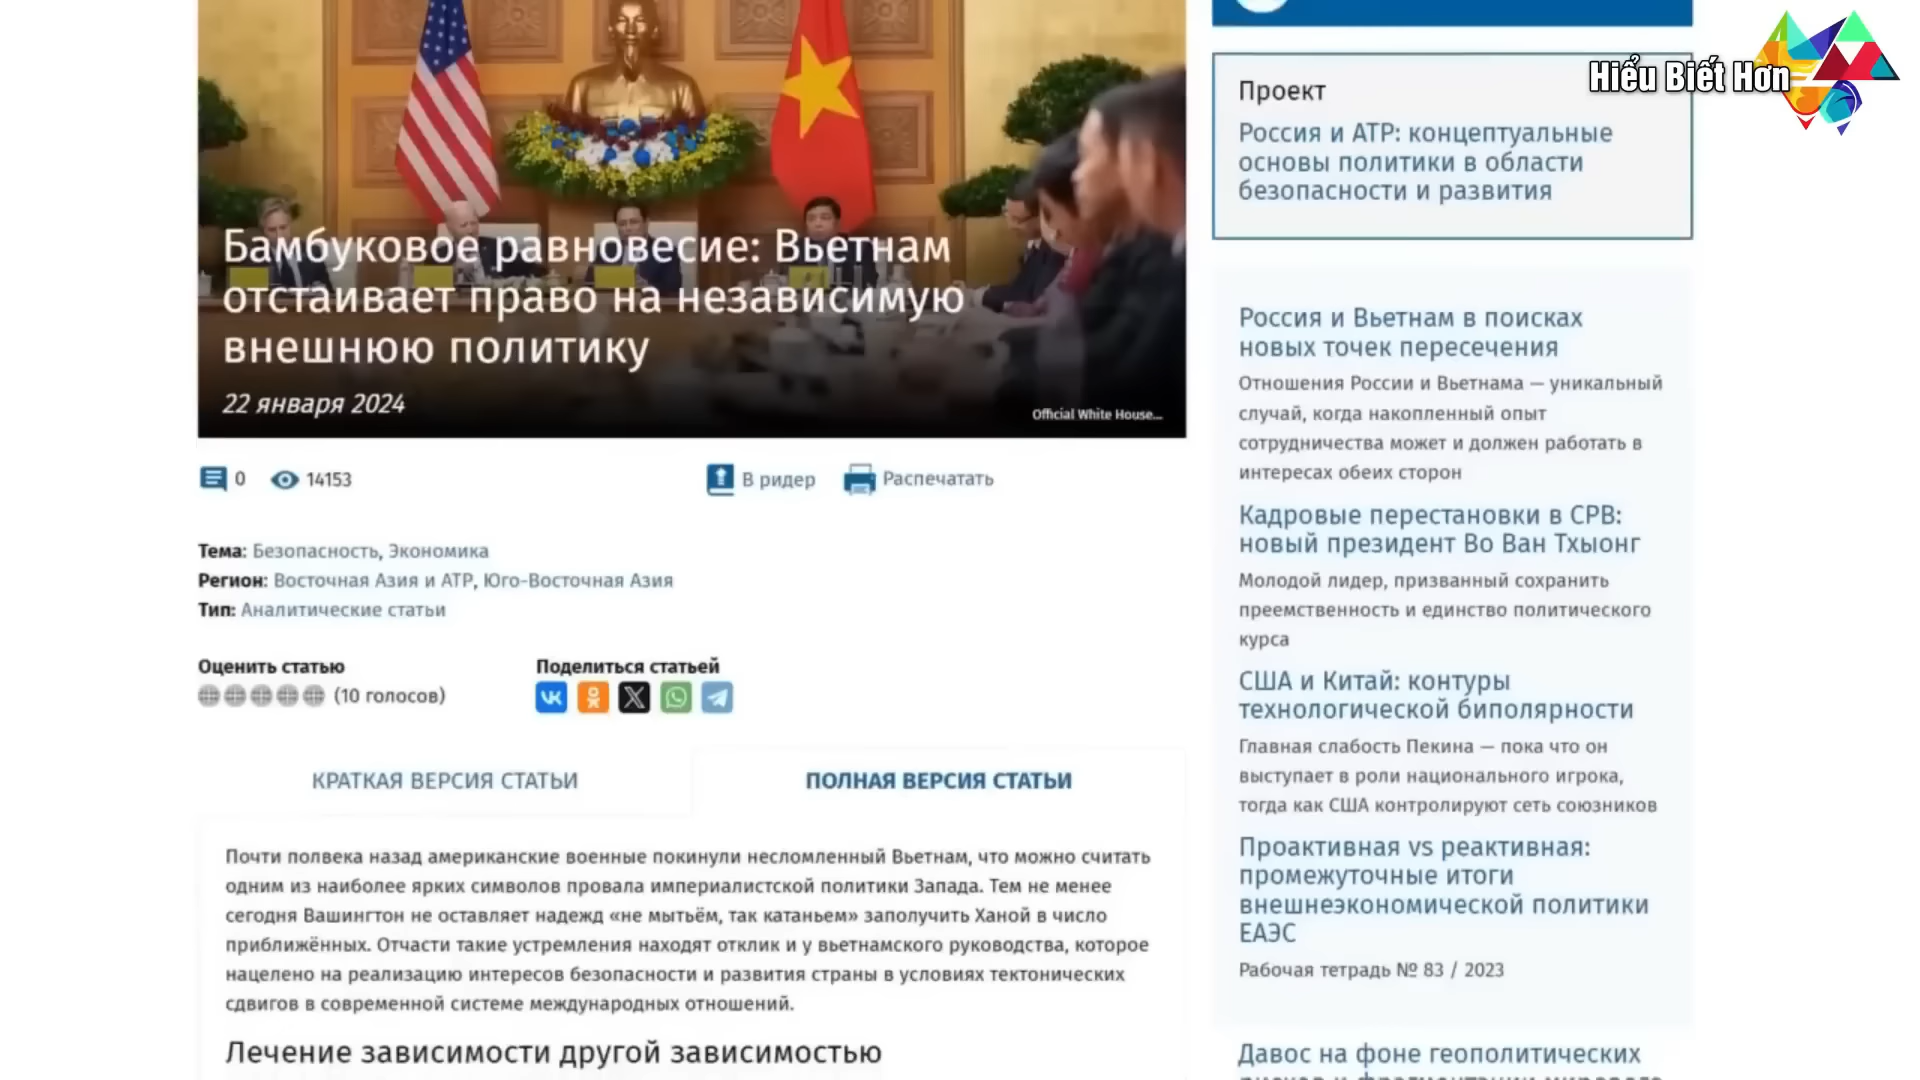 Hiểu Biết Hơn
Бамбуковое равновесие: Вьетнам
отстаивает право на независимую
внешнюю политику
22 января 2024
Official White House...
0
14153
В ридер
Распечатать
Тема: Безопасность, Экономика
Регион: Восточная Азия и АТР, Юго-Восточная Азия
Тип: Аналитические статьи
Оценить статью
(10 голосов)
Поделиться статьей
КРАТКАЯ ВЕРСИЯ СТАТЬИ
ПОЛНАЯ ВЕРСИЯ СТАТЬИ
Почти полвека назад американские военные покинули несломленный Вьетнам, что можно считать
одним из наиболее ярких символов провала империалистской политики Запада. Тем не менее
сегодня Вашингтон не оставляет надежд «не мытьём, так катаньем» заполучить Ханой в число
приближённых. Отчасти такие устремления находят отклик и у вьетнамского руководства, которое
нацелено на реализацию интересов безопасности и развития страны в условиях тектонических
сдвигов в современной системе международных отношений.
Лечение зависимости другой зависимостью
Проект
Россия и АТР: концептуальные
основы политики в области
безопасности и развития
Россия и Вьетнам в поисках
новых точек пересечения
Отношения России и Вьетнама — уникальный
случай, когда накопленный опыт
сотрудничества может и должен работать в
интересах обеих сторон
Кадровые перестановки в СРВ:
новый президент Во Ван Тхыонг
Молодой лидер, призванный сохранить
преемственность и единство политического
курса
США и Китай: контуры
технологической биполярности
Главная слабость Пекина — пока что он
выступает в роли национального игрока,
тогда как США контролируют сеть союзников
Проактивная vs реактивная:
промежуточные итоги
внешнеэкономической политики
ЕАЭС
Рабочая тетрадь № 83 / 2023
Давос на фоне геополитических